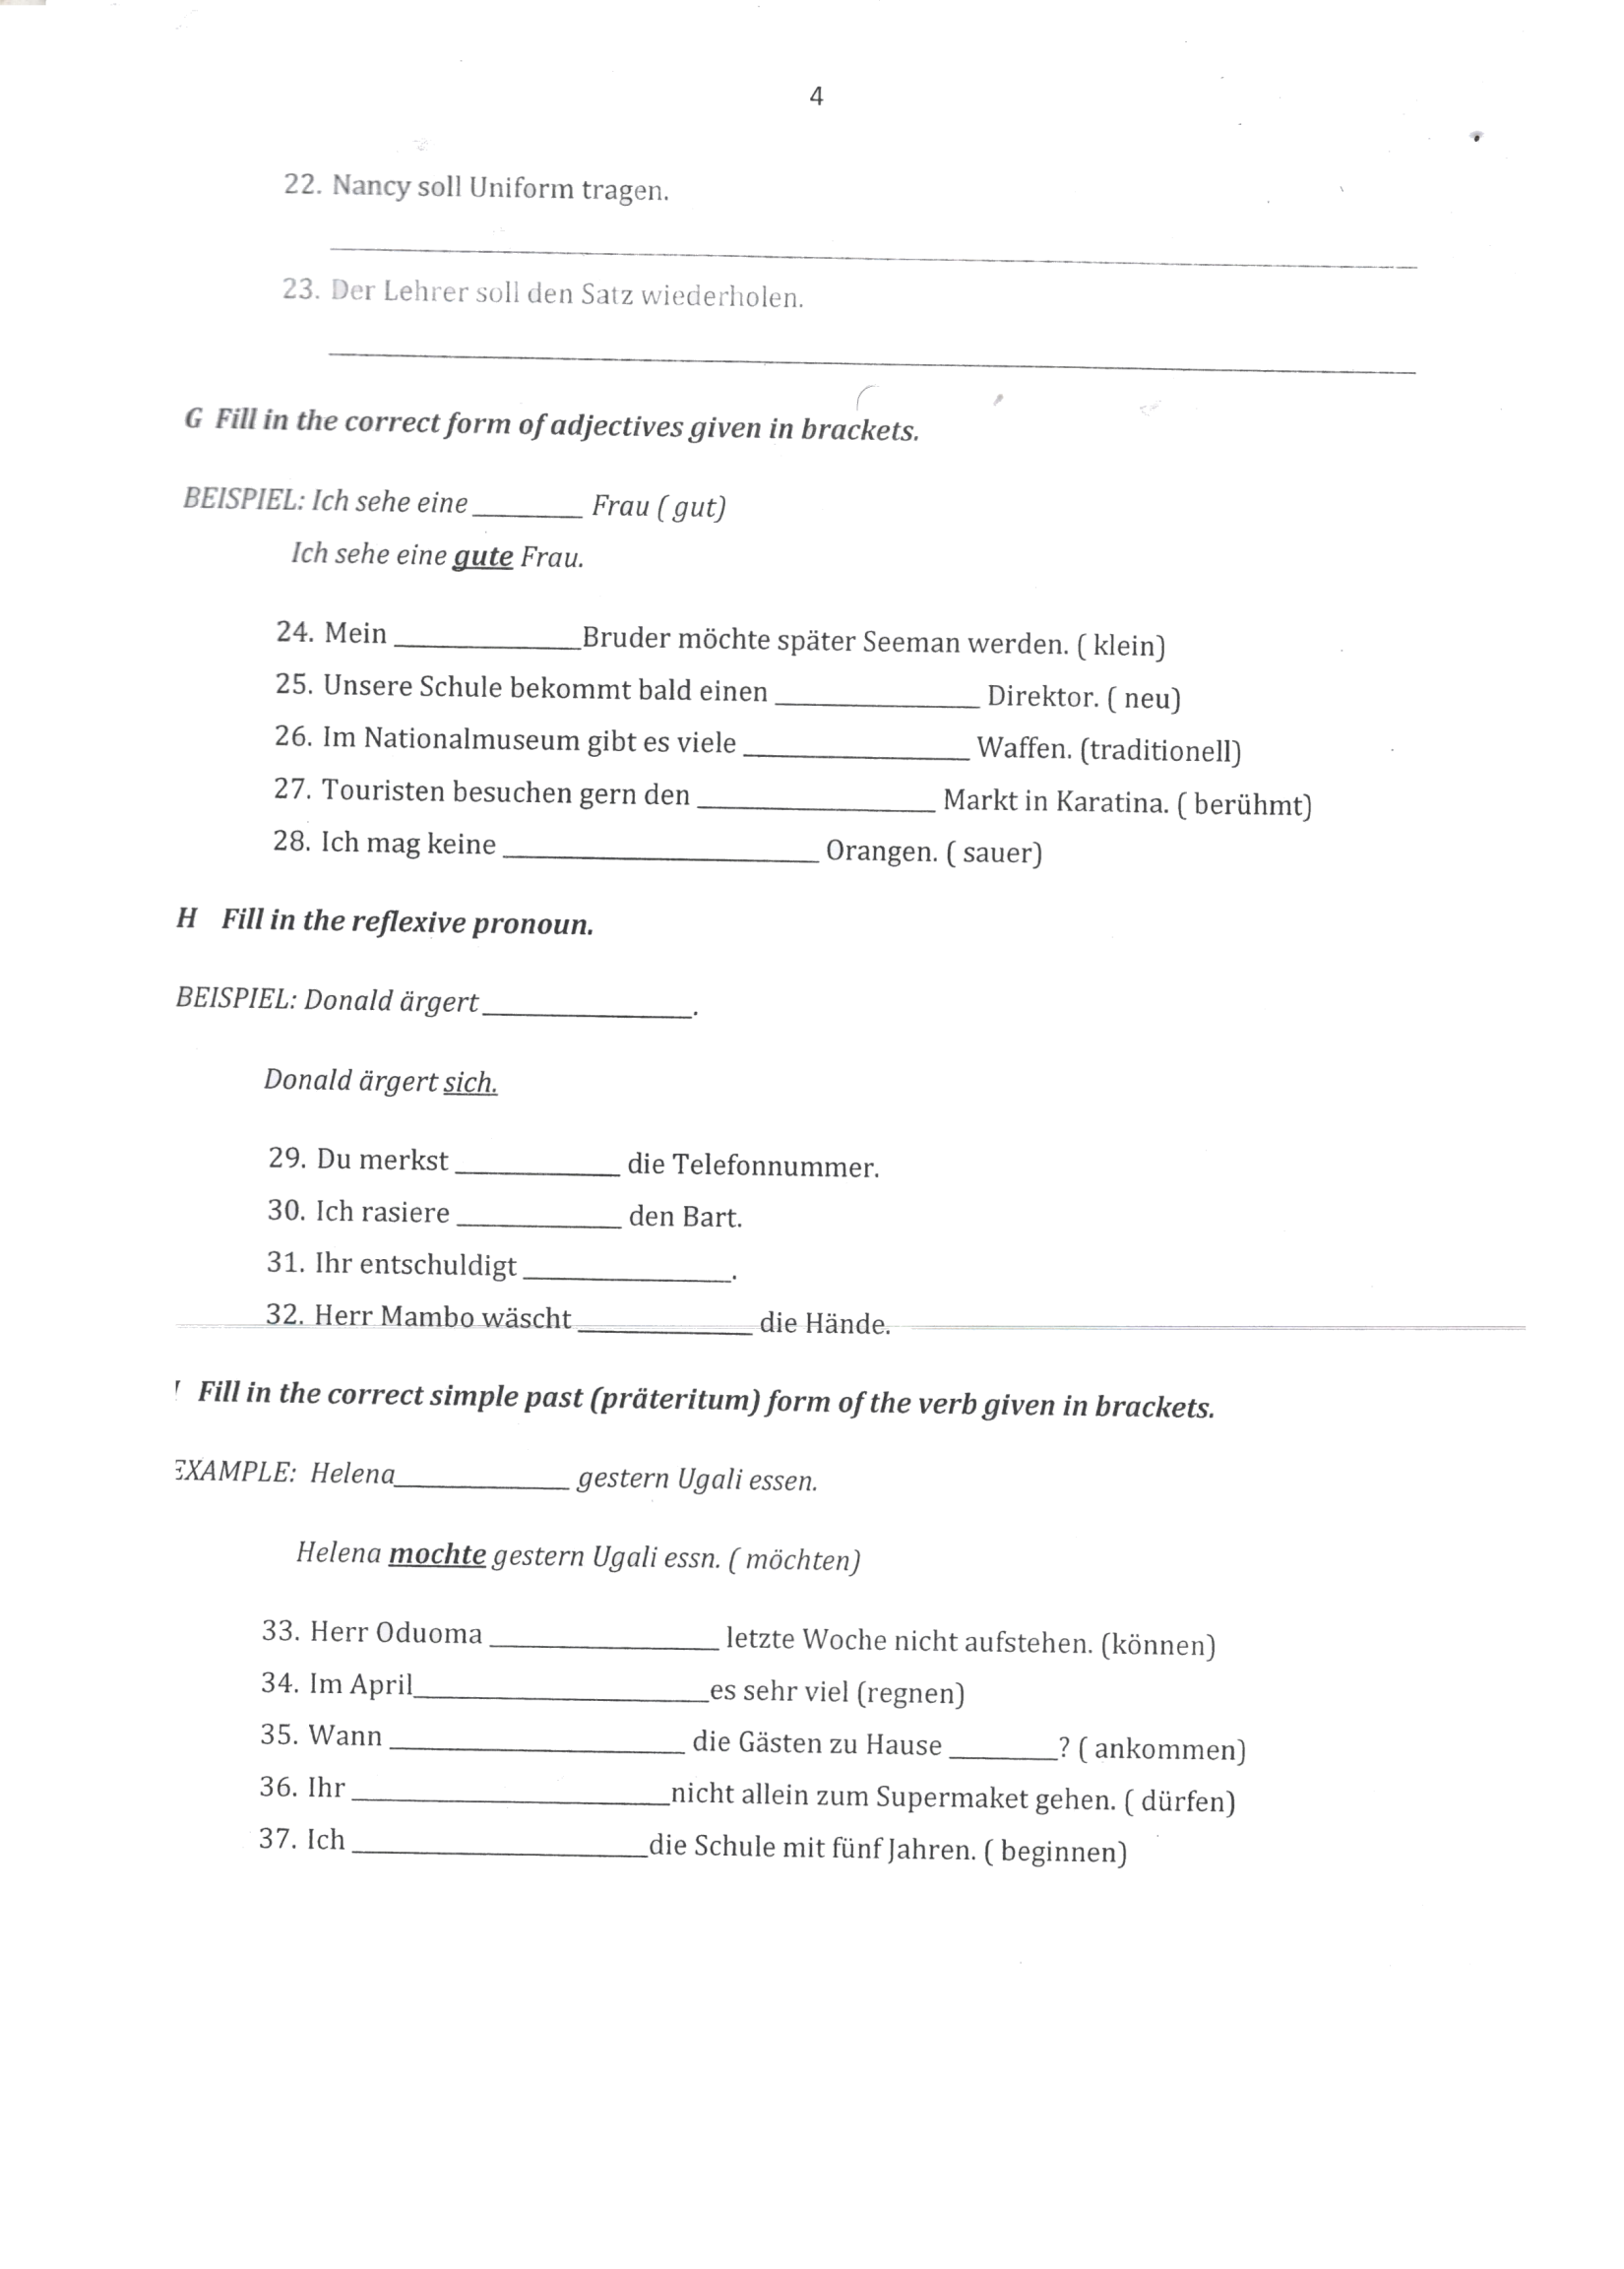 4
22. Nancy soll Uniform tragen.
23. Der Lehrer soll den Satz wiederholen.
G Fill in the correct form of adjectives given in brackets.
BEISPIEL: Ich sehe eine ________ Frau ( gut)
Ich sehe eine gute Frau.
24. Mein ____________Bruder möchte später Seeman werden. ( klein)
25. Unsere Schule bekommt bald einen _____________ Direktor. ( neu)
26. Im Nationalmuseum gibt es viele ______________ Waffen. (traditionell)
27. Touristen besuchen gern den _______________ Markt in Karatina. ( berühmt)
28. Ich mag keine ____________________ Orangen. ( sauer)
H Fill in the reflexive pronoun.
BEISPIEL: Donald ärgert______________.
Donald ärgert sich.
29. Du merkst ___________ die Telefonnummer.
30. Ich rasiere ___________ den Bart.
31. Ihr entschuldigt ______________.
32. Herr Mambo wäscht ____________ die Hände.
I Fill in the correct simple past (präteritum) form of the verb given in brackets.
EXAMPLE: Helena____________ gestern Ugali essen.
Helena mochte gestern Ugali essn. ( möchten)
33. Herr Oduoma _______________ letzte Woche nicht aufstehen. (können)
34. Im April___________________es sehr viel (regnen)
35. Wann ___________________ die Gästen zu Hause _______? ( ankommen)
36. Ihr _____________________nicht allein zum Supermaket gehen. ( dürfen)
37. Ich ____________________die Schule mit fünf Jahren. ( beginnen)